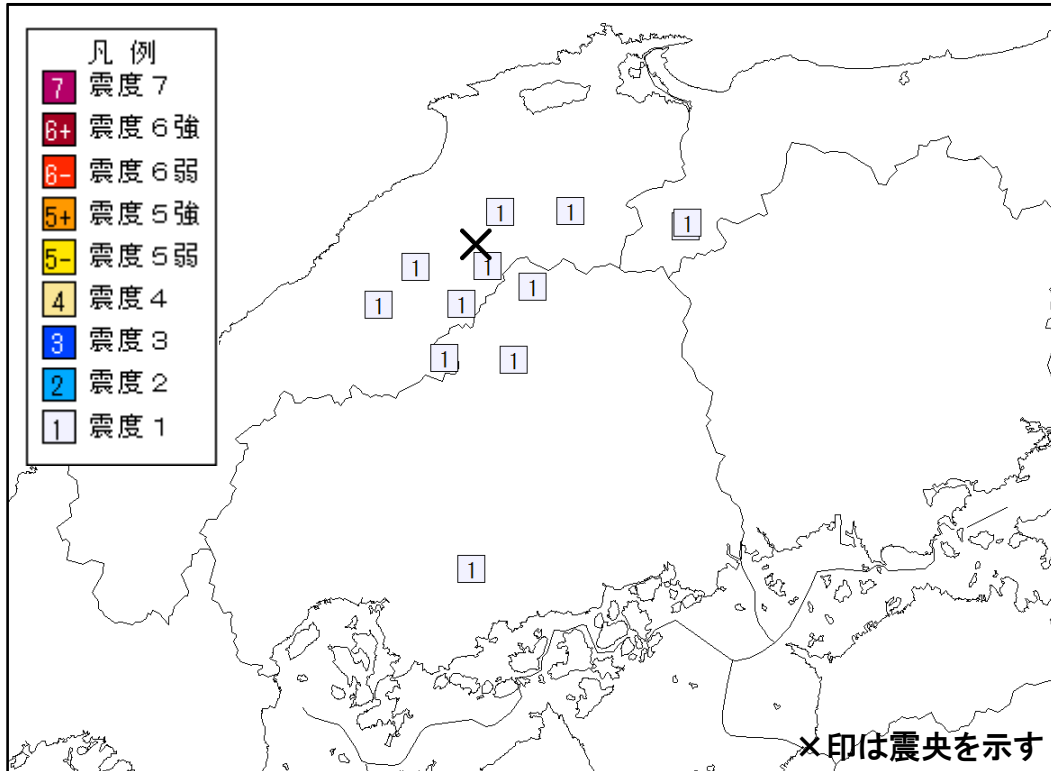 凡 例
7 震度７
6+ 震度６強
6- 震度６弱
5+ 震度５強
5- 震度５弱
4 震度４
3 震度３
2 震度２
1 震度１
1
1
1
1
1
1
1
1
1
1
1
×印は震央を示す